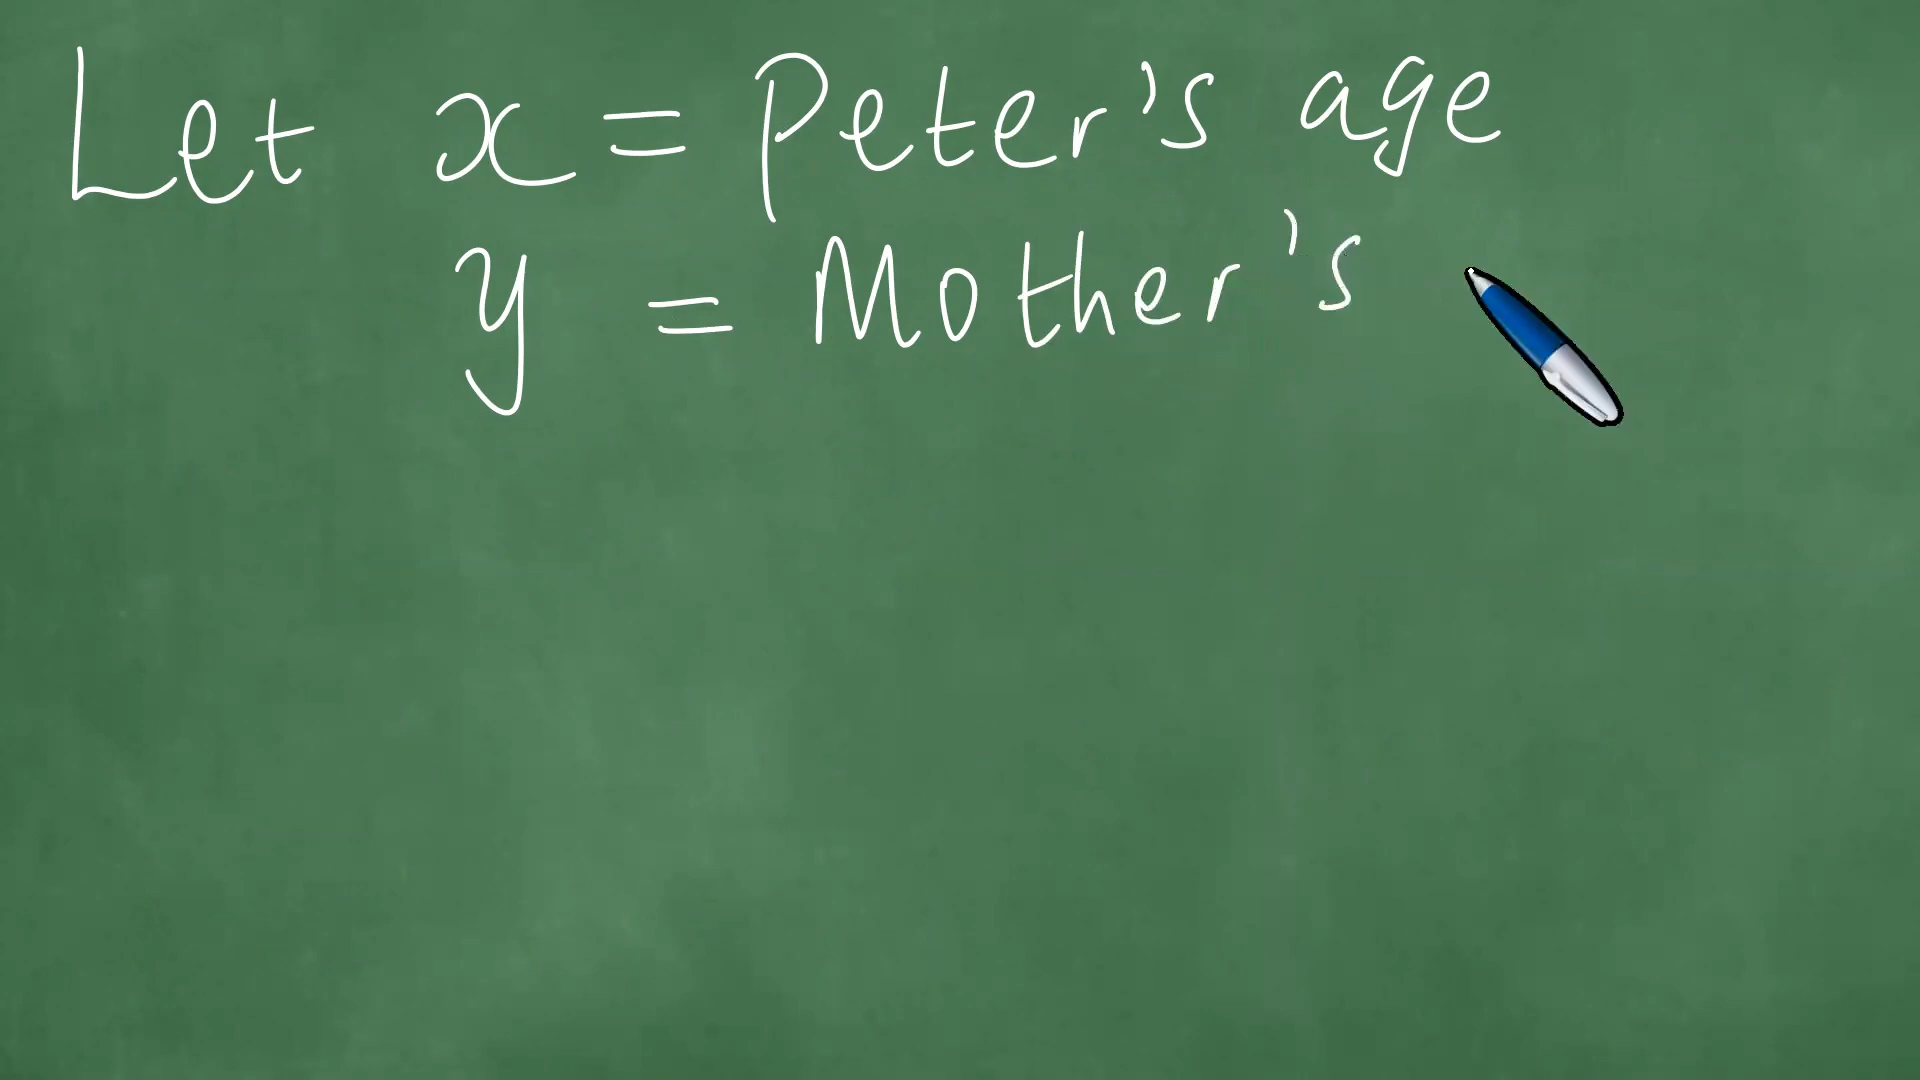 Let x = Peter's age
y = Mother's